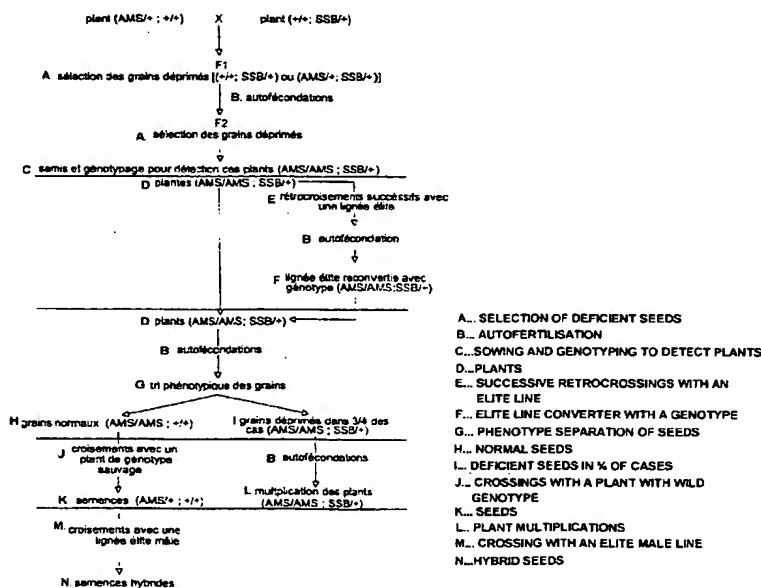 plant (AMS/+ ; +/+) X plant (+/+; SSB/+)
F1
A sélection des grains déprimés [(+/+; SSB/+) ou (AMS/+; SSB/+)]
B. autofécondations
F2
A. sélection des grains déprimés
C semis et génotypage pour détection des plants (AMS/AMS ; SSB/+)
D plantes (AMS/AMS ; SSB/+)
E rétrocroisements successifs avec
une lignée élite
B autofécondation
F lignée élite reconvertie avec
génotype (AMS/AMS;SSB/+)
D plants (AMS/AMS; SSB/+)
B autofécondations
G tri phénotypique des grains
H grains normaux (AMS/AMS ; +/+)
I grains déprimés dans 3/4 des
cas (AMS/AMS ; SSB/+)
J croisements avec un
plant de génotype
sauvage
B autofécondations
K semences (AMS/+ ; +/+)
L multplication des plants
(AMS/AMS ; SSB/+)
M. croisements avec une
lignée élite mâle
N. semences hybrides
A... SELECTION OF DEFICIENT SEEDS
B... AUTOFERTILISATION
C...SOWING AND GENOTYPING TO DETECT PLANTS
D...PLANTS
E... SUCCESSIVE RETROCROSSINGS WITH AN
ELITE LINE
F... ELITE LINE CONVERTER WITH A GENOTYPE
G... PHENOTYPE SEPARATION OF SEEDS
H... NORMAL SEEDS
I... DEFICIENT SEEDS IN ¾ OF CASES
J... CROSSINGS WITH A PLANT WITH WILD
GENOTYPE
K... SEEDS
L... PLANT MULTIPLICATIONS
M... CROSSING WITH AN ELITE MALE LINE
N...HYBRID SEEDS